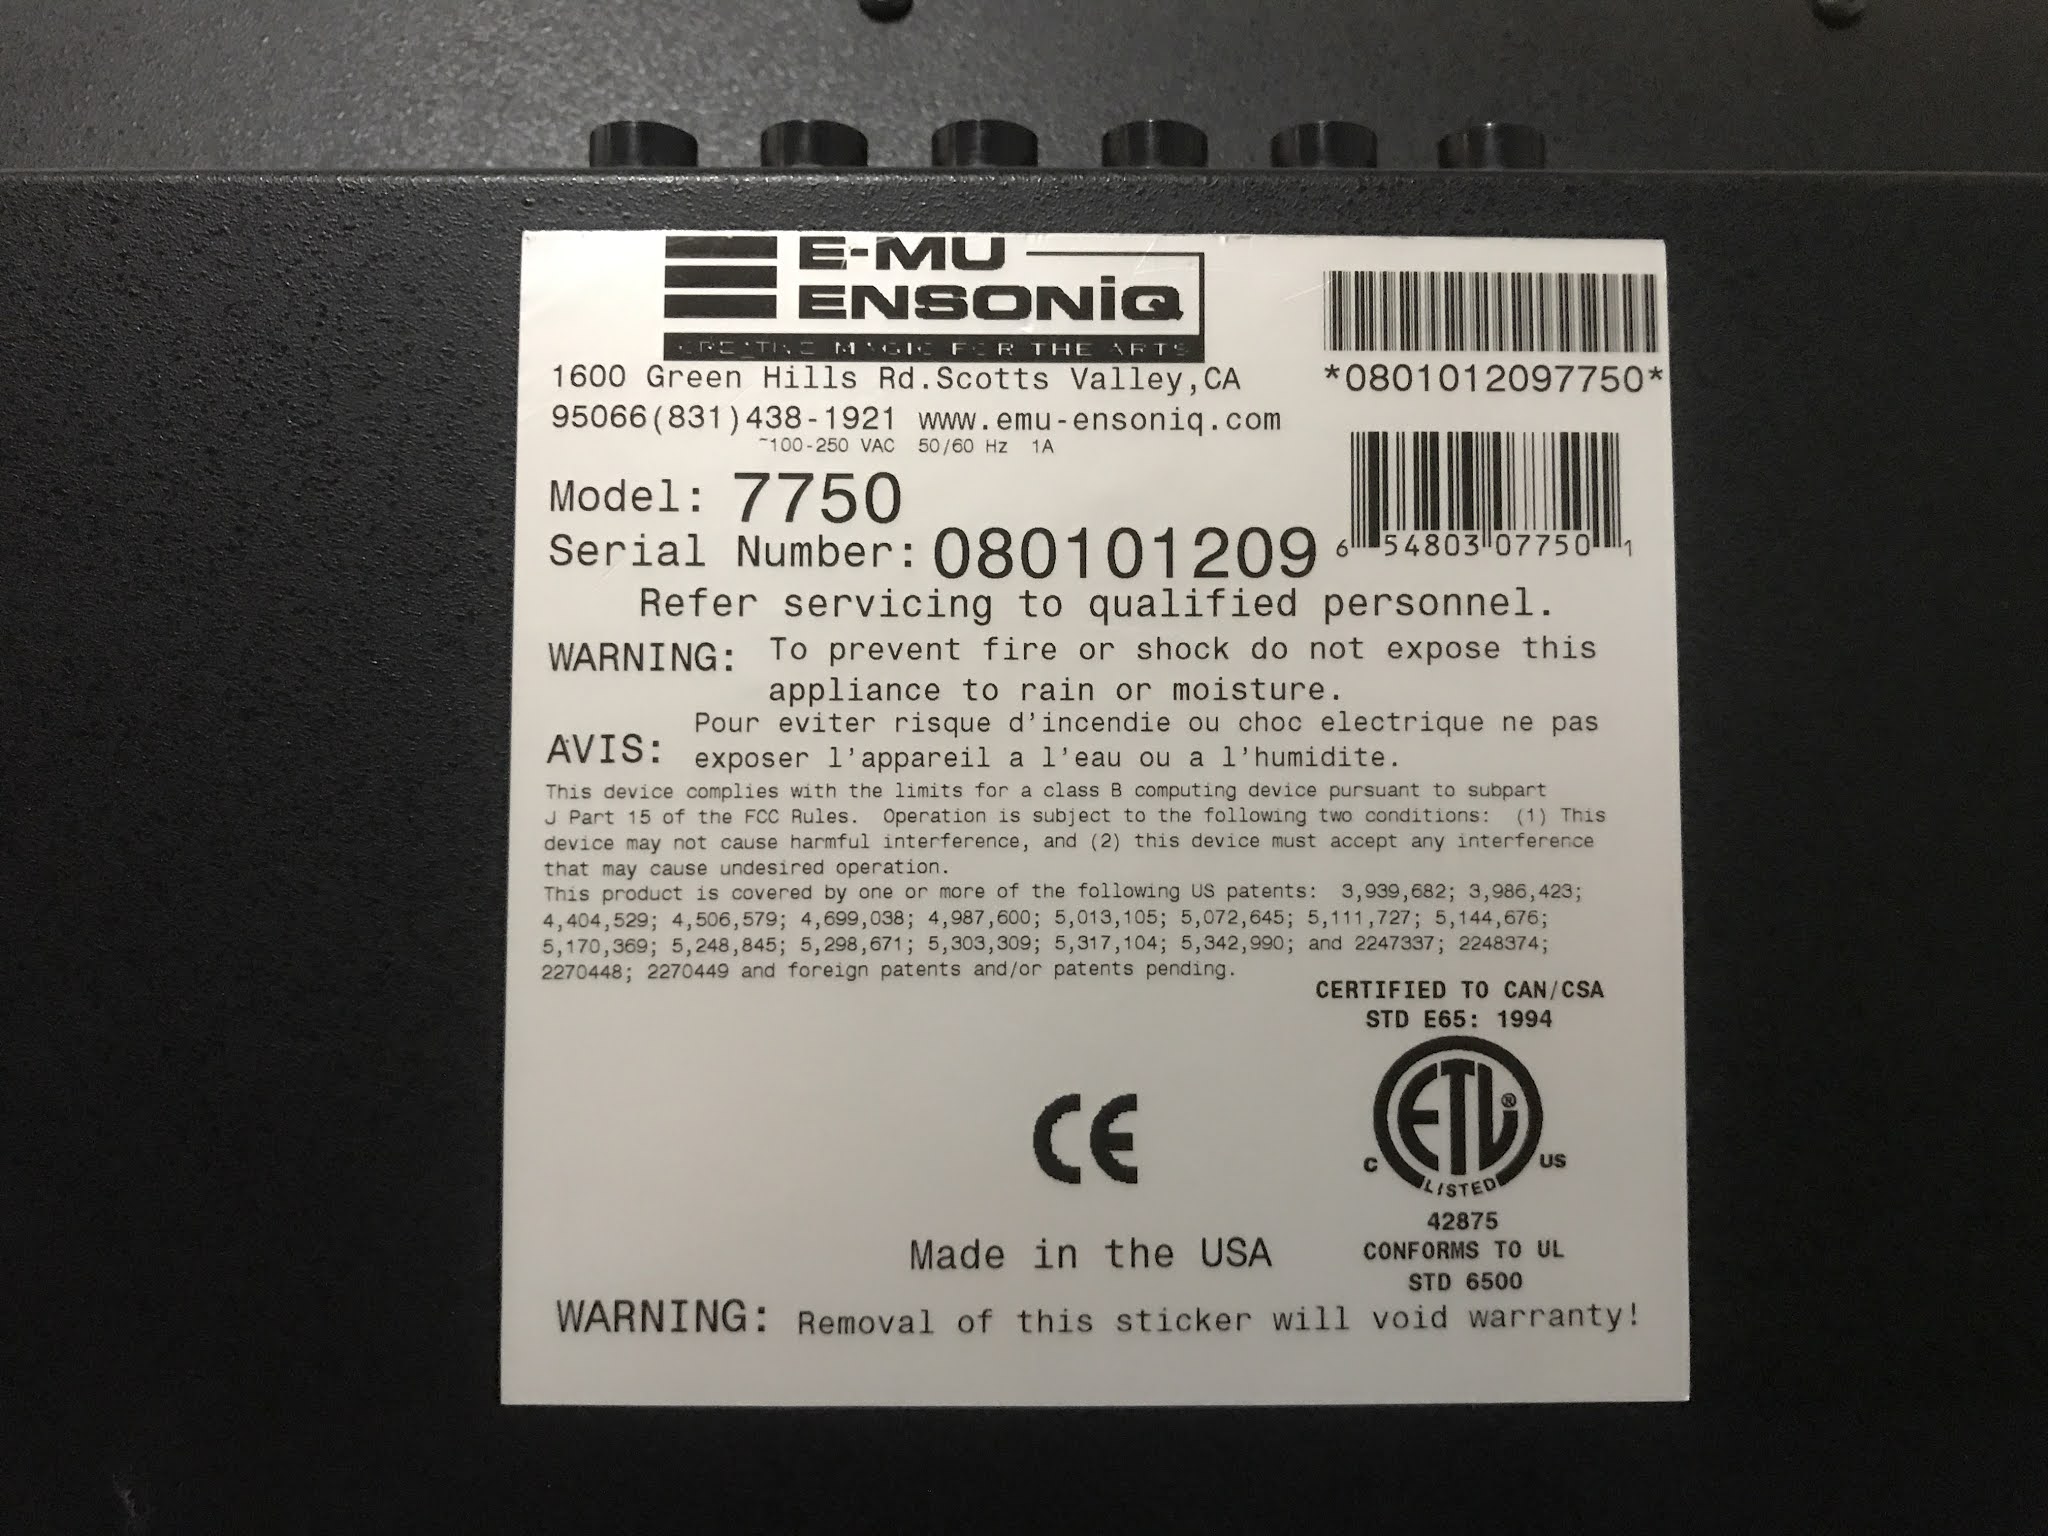 E-MU
ENSONiQ
CREATIVE MAGIC FOR THE ARTS
1600 Green Hills Rd.Scotts Valley,CA
95066(831)438-1921 www.emu-ensoniq.com
~100-250 VAC 50/60 Hz 1A
*0801012097750*
Model: 7750
Serial Number: 080101209
6 54803 07750 1
Refer servicing to qualified personnel.
WARNING: To prevent fire or shock do not expose this
appliance to rain or moisture.
AVIS: Pour eviter risque d'incendie ou choc electrique ne pas
exposer l'appareil a l'eau ou a l'humidite.
This device complies with the limits for a class B computing device pursuant to subpart
J Part 15 of the FCC Rules. Operation is subject to the following two conditions: (1) This
device may not cause harmful interference, and (2) this device must accept any interference
that may cause undesired operation.
This product is covered by one or more of the following US patents: 3,939,682; 3,986,423;
4,404,529; 4,506,579; 4,699,038; 4,987,600; 5,013,105; 5,072,645; 5,111,727; 5,144,676;
5,170,369; 5,248,845; 5,298,671; 5,303,309; 5,317,104; 5,342,990; and 2247337; 2248374;
2270448; 2270449 and foreign patents and/or patents pending.
CERTIFIED TO CAN/CSA
STD E65: 1994
CE
ETL®
C US
LISTED
42875
CONFORMS TO UL
STD 6500
Made in the USA
WARNING: Removal of this sticker will void warranty!